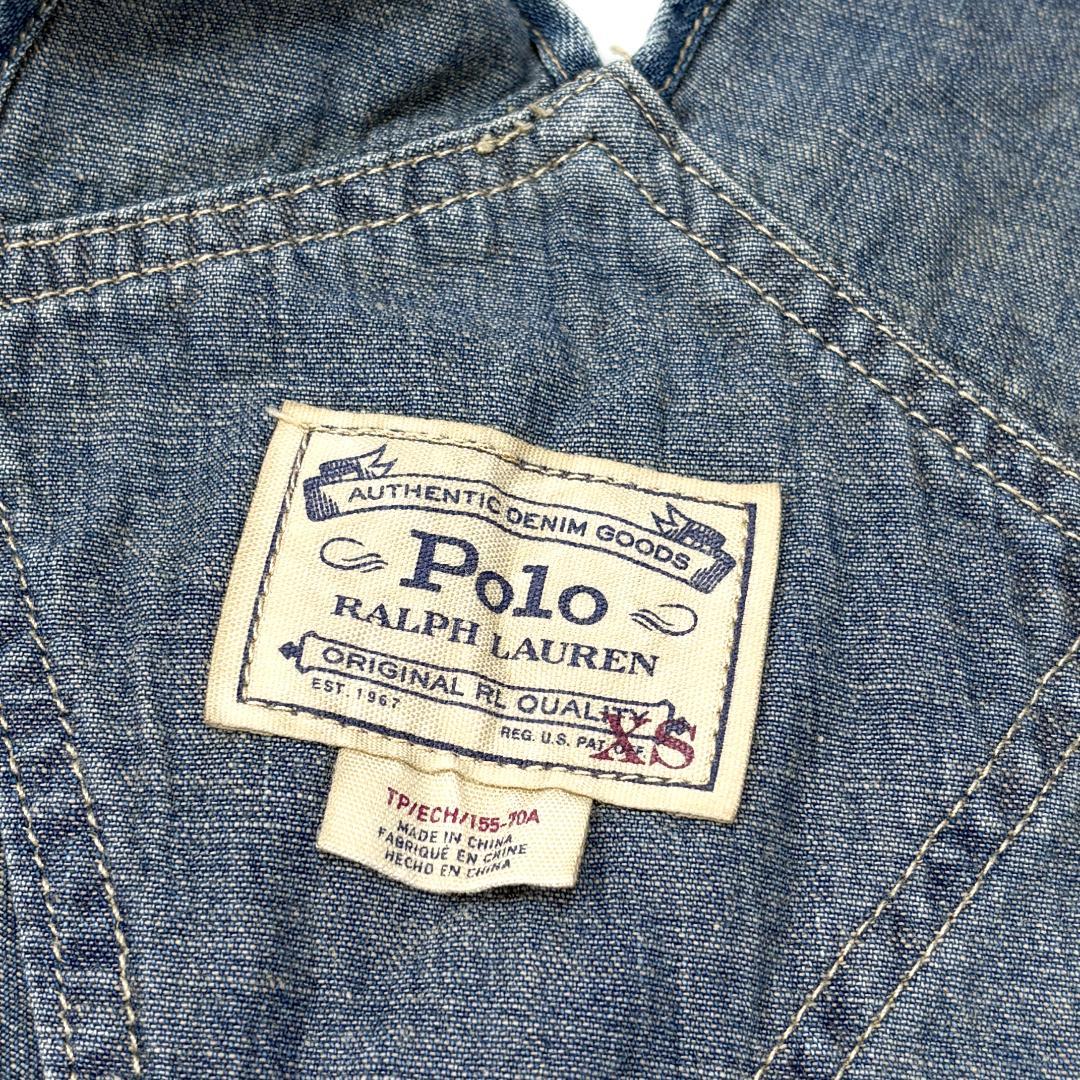 AUTHENTIC DENIM GOODS
Polo
RALPH LAUREN
ORIGINAL RL QUALITY
EST. 1967
REG. U.S. PAT. OFF.
XS
TP/ECH/155-70A
MADE IN CHINA
FABRIQUÉ EN CHINE
HECHO EN CHINA